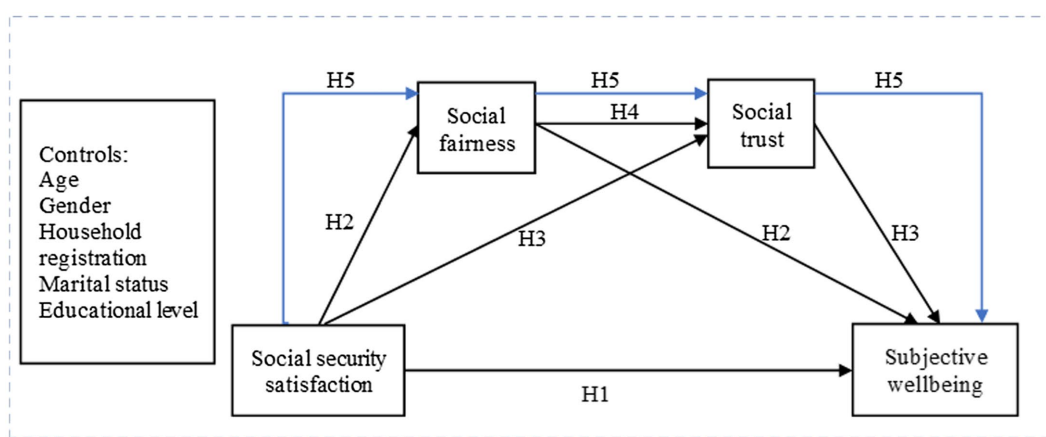 H5
H5
H5
Social
fairness
Social
trust
H4
Controls:
Age
Gender
Household
registration
Marital status
Educational level
H2
H3
H2
H3
Social security
satisfaction
Subjective
wellbeing
H1